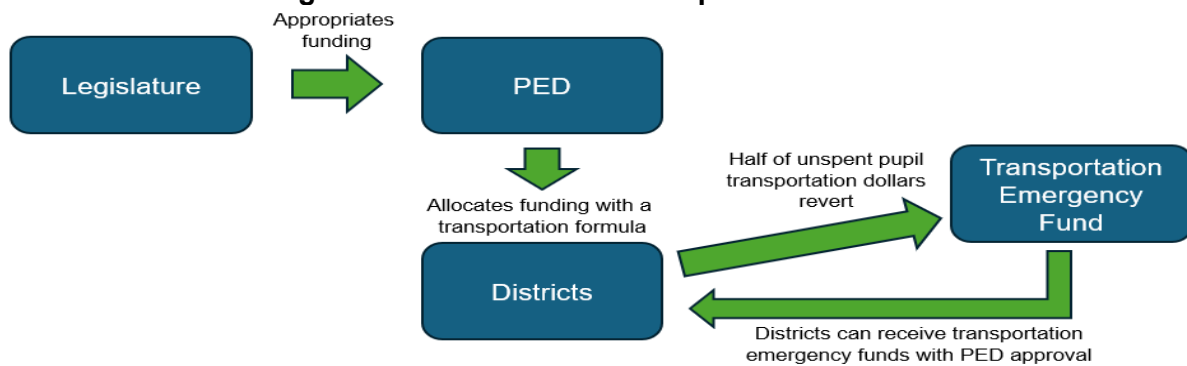 Appropriates
funding
Legislature
PED
Allocates funding with a
transportation formula
Districts
Half of unspent pupil
transportation dollars
revert
Transportation
Emergency
Fund
Districts can receive transportation
emergency funds with PED approval